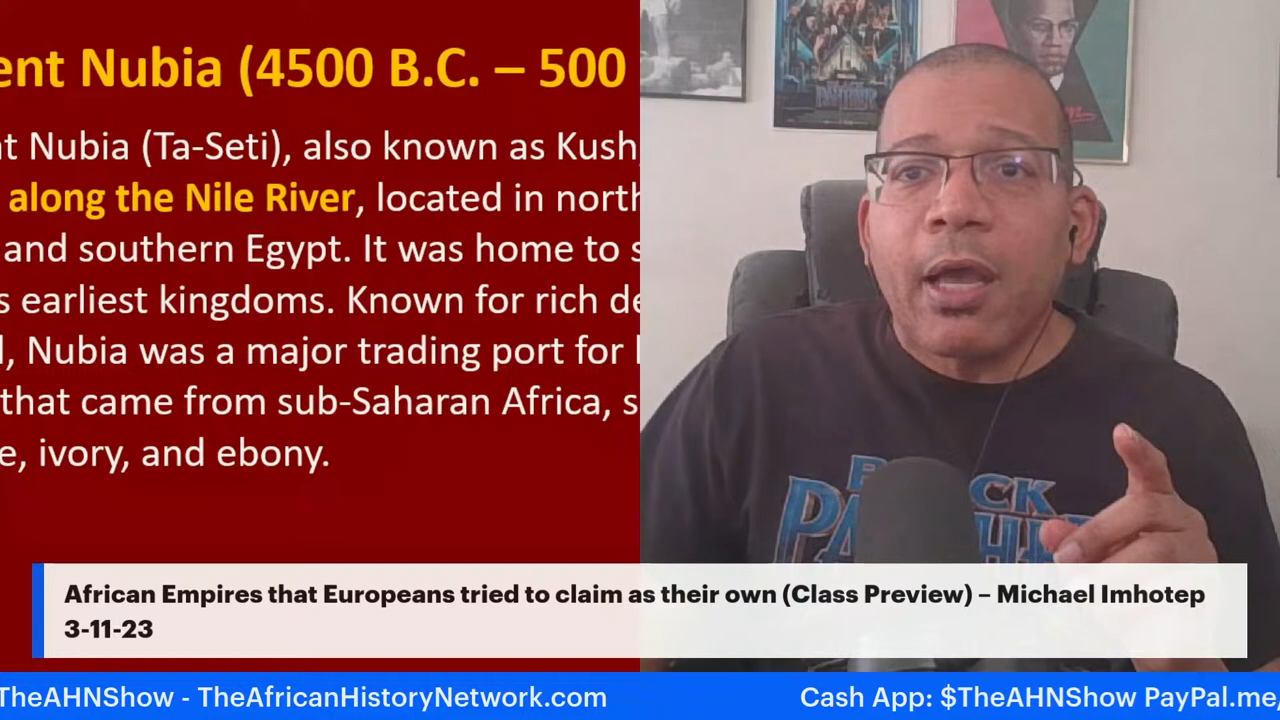 ent Nubia (4500 B.C. – 500
t Nubia (Ta-Seti), also known as Kush,
along the Nile River, located in north
and southern Egypt. It was home to s
s earliest kingdoms. Known for rich de
, Nubia was a major trading port for
that came from sub-Saharan Africa, s
e, ivory, and ebony.
BLACK
PANTHER
African Empires that Europeans tried to claim as their own (Class Preview) – Michael Imhotep
3-11-23
TheAHNShow - TheAfricanHistoryNetwork.com
Cash App: $TheAHNShow PayPal.me/